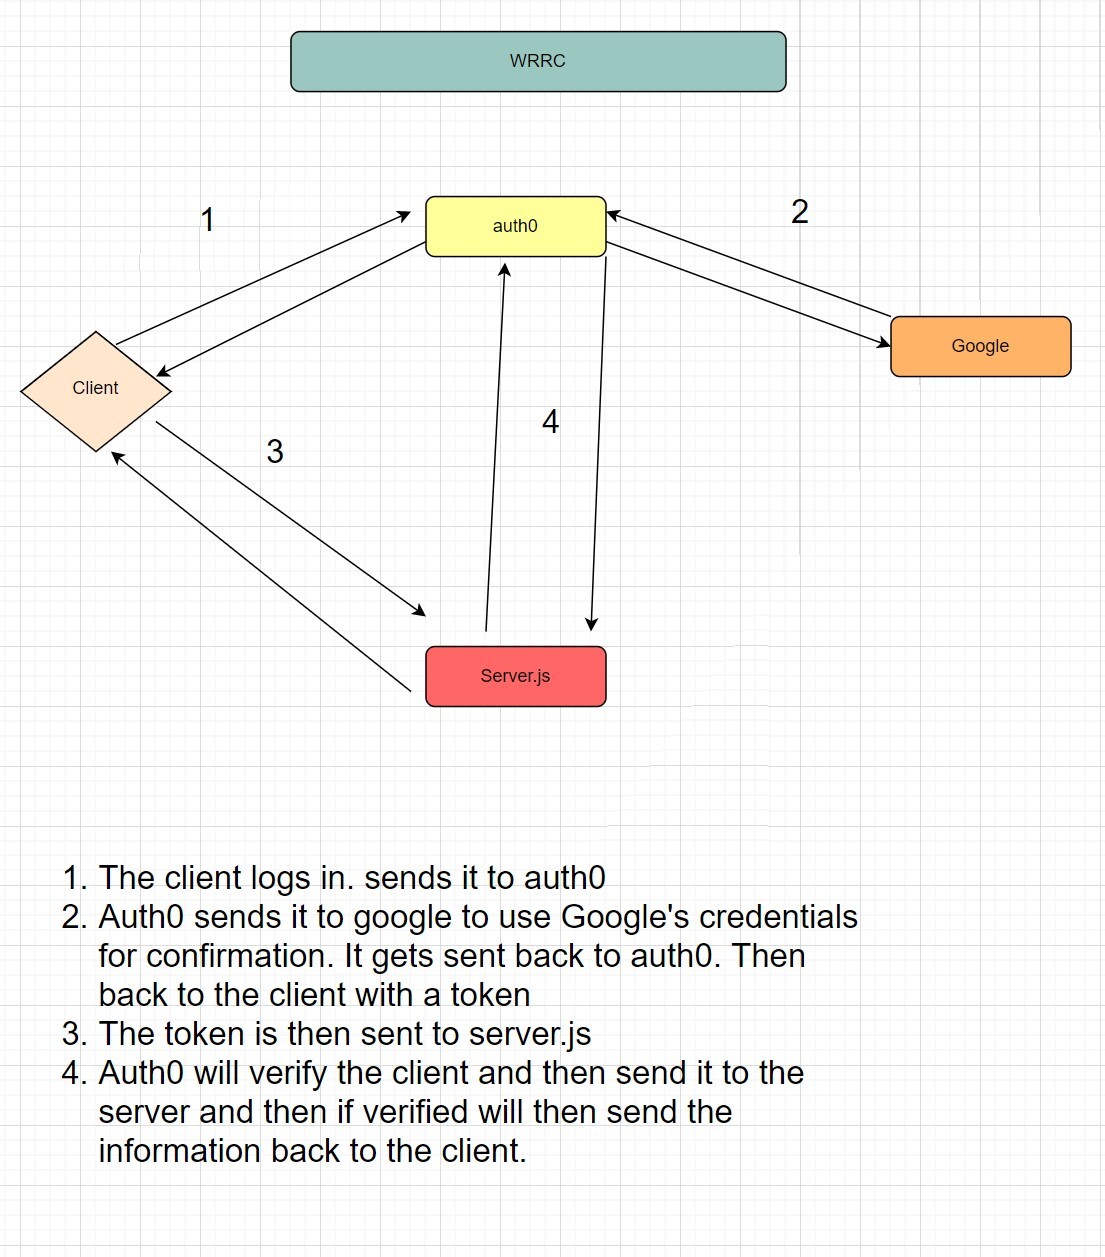 WRRC
1
auth0
2
Google
Client
4
3
Server.js
1. The client logs in. sends it to auth0
2. Auth0 sends it to google to use Google's credentials
for confirmation. It gets sent back to auth0. Then
back to the client with a token
3. The token is then sent to server.js
4. Auth0 will verify the client and then send it to the
server and then if verified will then send the
information back to the client.